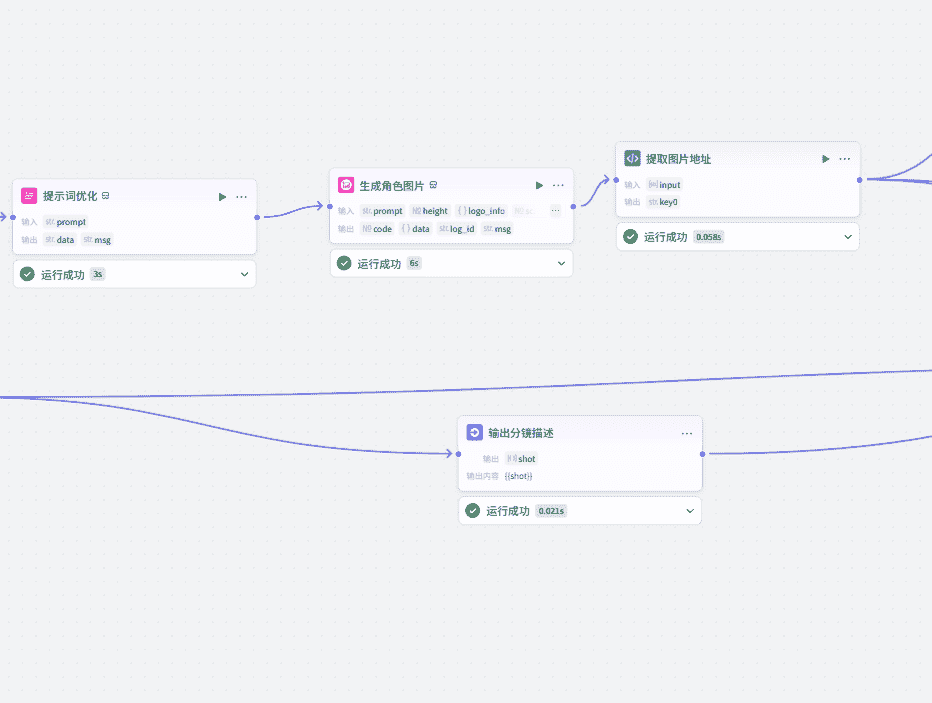 提示词优化
输入 str. prompt
输出 str. data str. msg
运行成功 3s
生成角色图片
输入 str. prompt height { } logo_info
输出 code { } data str. log_id str. msg
运行成功 6s
提取图片地址
输入 input
输出 str. key0
运行成功 0.058s
输出分镜描述
输出 shot
输出内容 {{shot}}
运行成功 0.021s